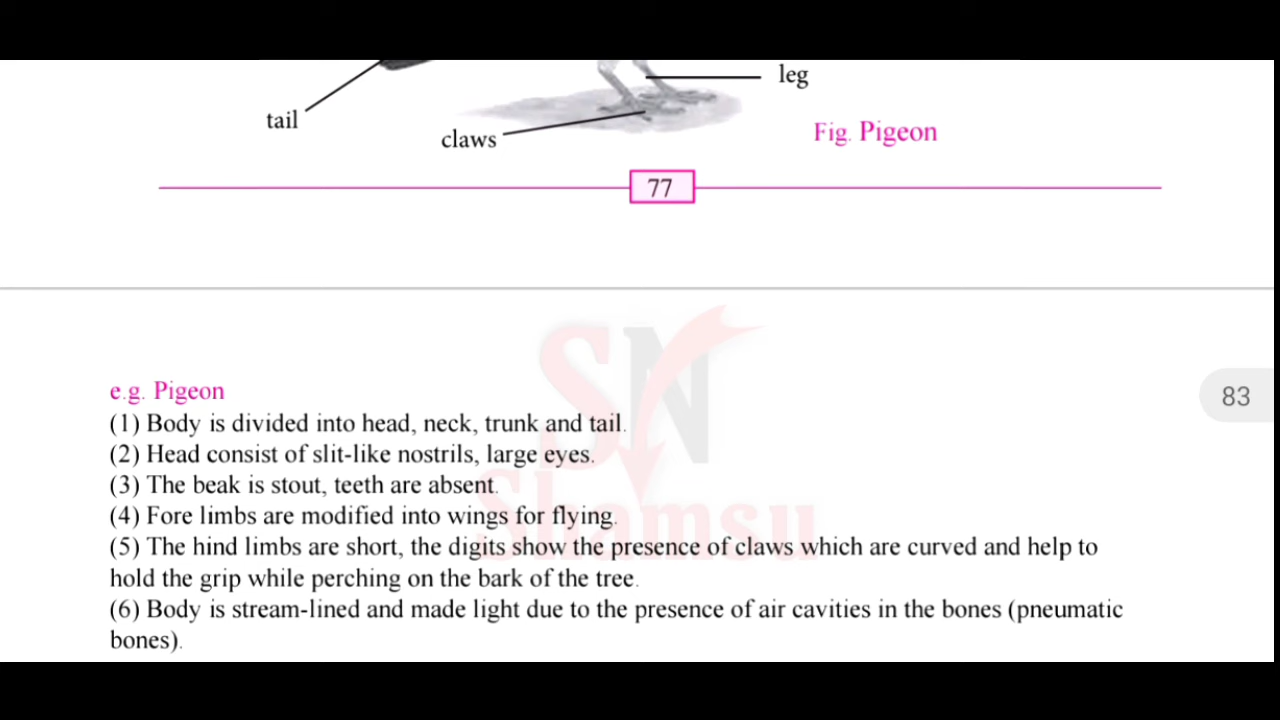 leg
tail
claws
Fig. Pigeon
77
SN
Shamsu
83
e.g. Pigeon
(1) Body is divided into head, neck, trunk and tail.
(2) Head consist of slit-like nostrils, large eyes.
(3) The beak is stout, teeth are absent.
(4) Fore limbs are modified into wings for flying.
(5) The hind limbs are short, the digits show the presence of claws which are curved and help to
hold the grip while perching on the bark of the tree.
(6) Body is stream-lined and made light due to the presence of air cavities in the bones (pneumatic
bones).